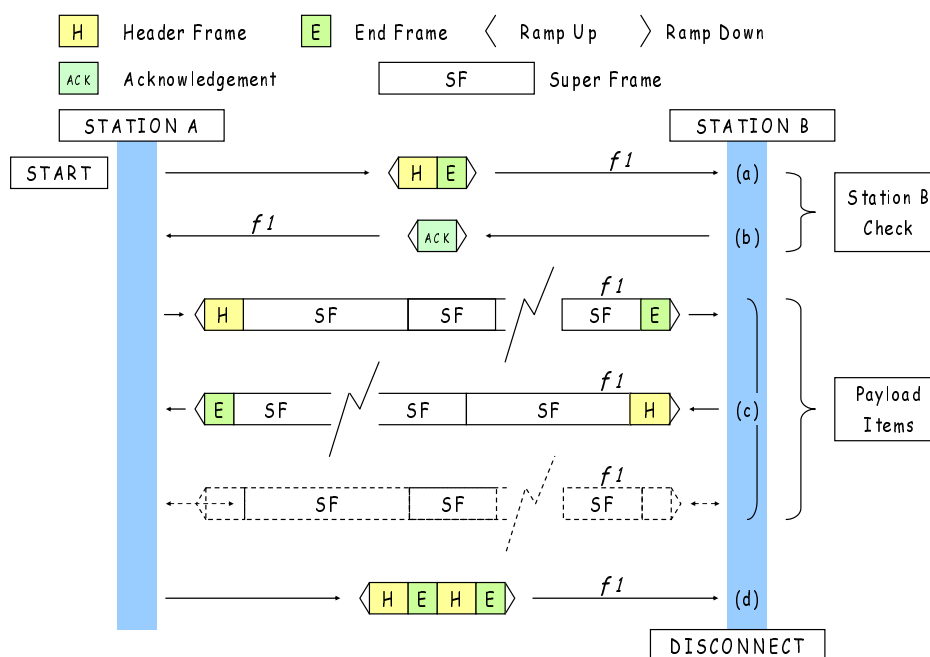 H Header Frame E End Frame Ramp Up Ramp Down
ACK Acknowledgement SF Super Frame
STATION A STATION B
START H E f1 (a)
Station B
Check
f1 ACK (b)
f1
H SF SF SF E
Payload
Items
f1
E SF SF SF H (c)
f1
SF SF SF
H E H E f1 (d)
DISCONNECT